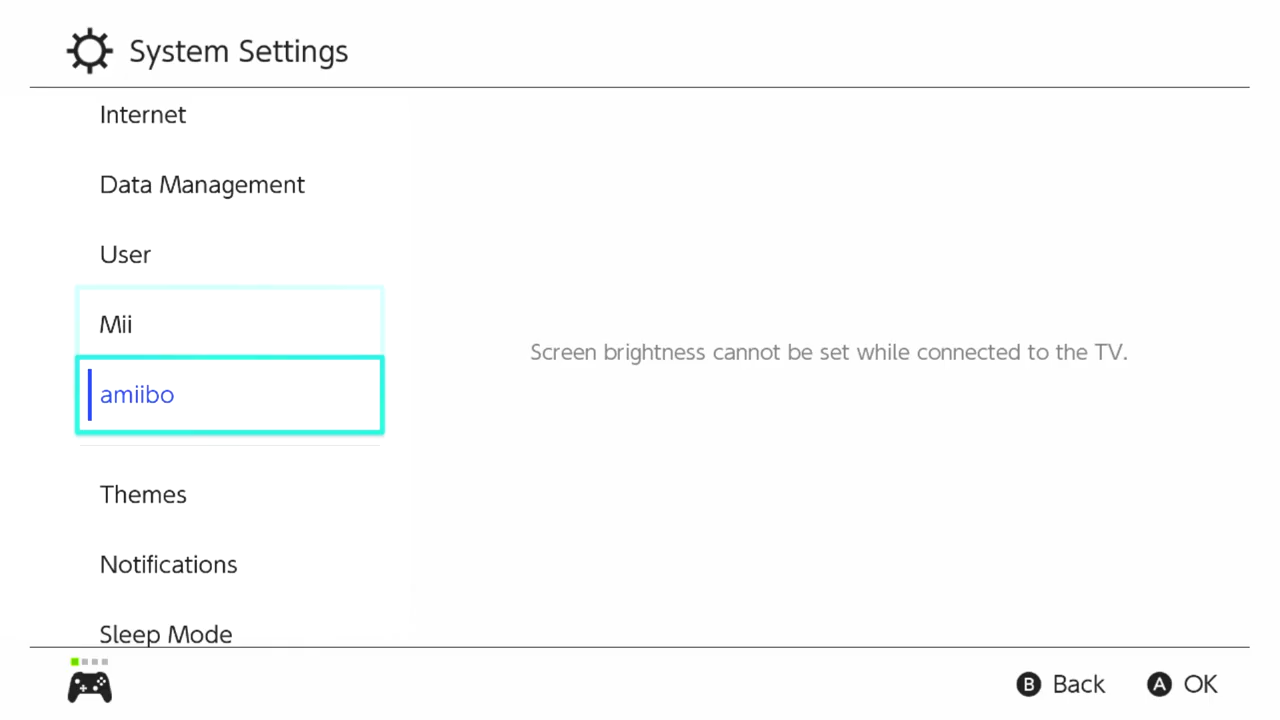 System Settings
Internet
Data Management
User
Mii
amiibo
Themes
Notifications
Sleep Mode
Screen brightness cannot be set while connected to the TV.
B Back
A OK